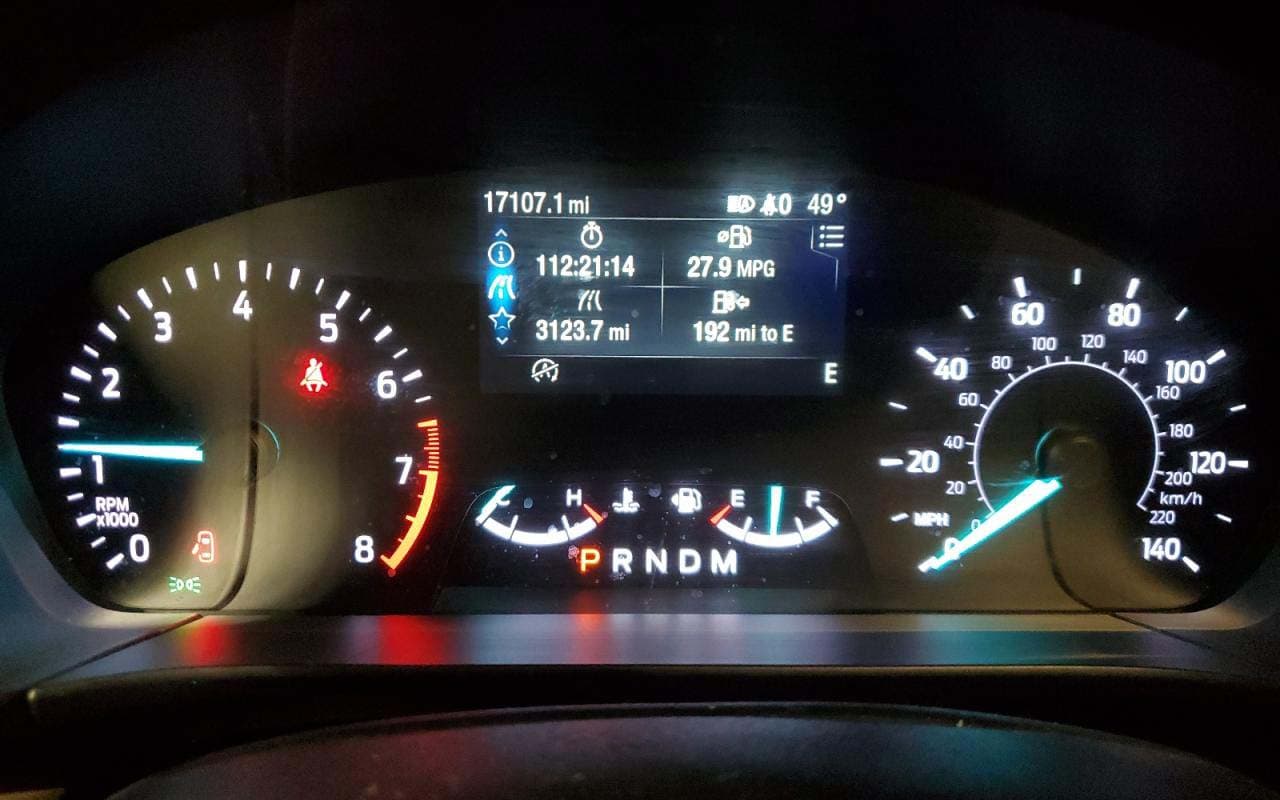 17107.1 mi 0 49°
112:21:14 27.9 MPG
3123.7 mi 192 mi to E
E
0 1 2 3 4 5 6 7 8
RPM
x1000
C H E F
P R N D M
0 20 40 60 80 100 120 140
MPH
0 20 40 60 80 100 120 140 160 180 200 220
km/h